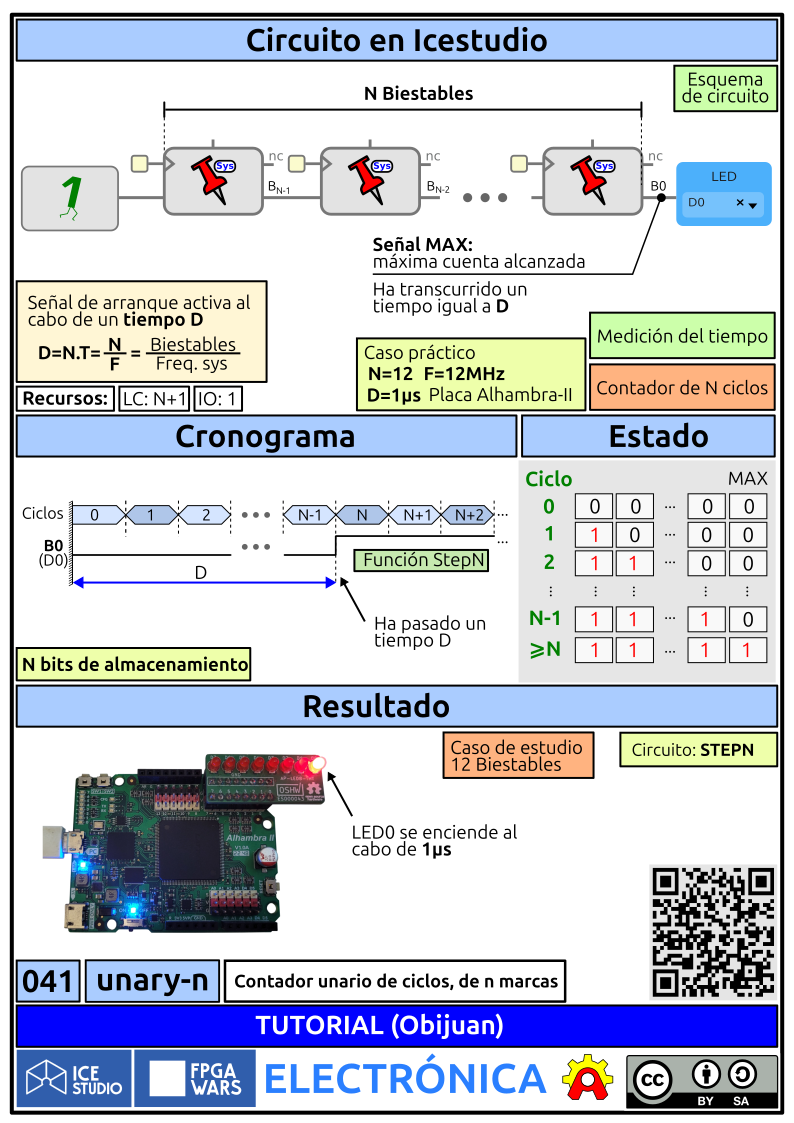 Circuito en Icestudio
Esquema
de circuito
N Biestables
Sys
nc
Sys
nc
Sys
nc
1
B_N-1
B_N-2
B0
LED
D0
Señal MAX:
máxima cuenta alcanzada
Ha transcurrido un
tiempo igual a D
Señal de arranque activa al
cabo de un tiempo D
D=N.T= N/F = Biestables/Freq. sys
Recursos: LC: N+1 IO: 1
Caso práctico
N=12 F=12MHz
D=1µs Placa Alhambra-II
Medición del tiempo
Contador de N ciclos
Cronograma
Ciclos 0 1 2 ••• N-1 N N+1 N+2 ...
B0
(D0)
••• ...
Función StepN
D
Ha pasado un
tiempo D
N bits de almacenamiento
Estado
Ciclo MAX
0 0 0 ... 0 0
1 1 0 ... 0 0
2 1 1 ... 0 0
N-1 1 1 ... 1 0
⩾N 1 1 ... 1 1
Resultado
Caso de estudio
12 Biestables
Circuito: STEPN
OSHW
Alhambra II
LED0 se enciende al
cabo de 1µs
041 unary-n Contador unario de ciclos, de n marcas
TUTORIAL (Obijuan)
ICE
STUDIO
FPGA
WARS
ELECTRÓNICA
A
cc
BY SA